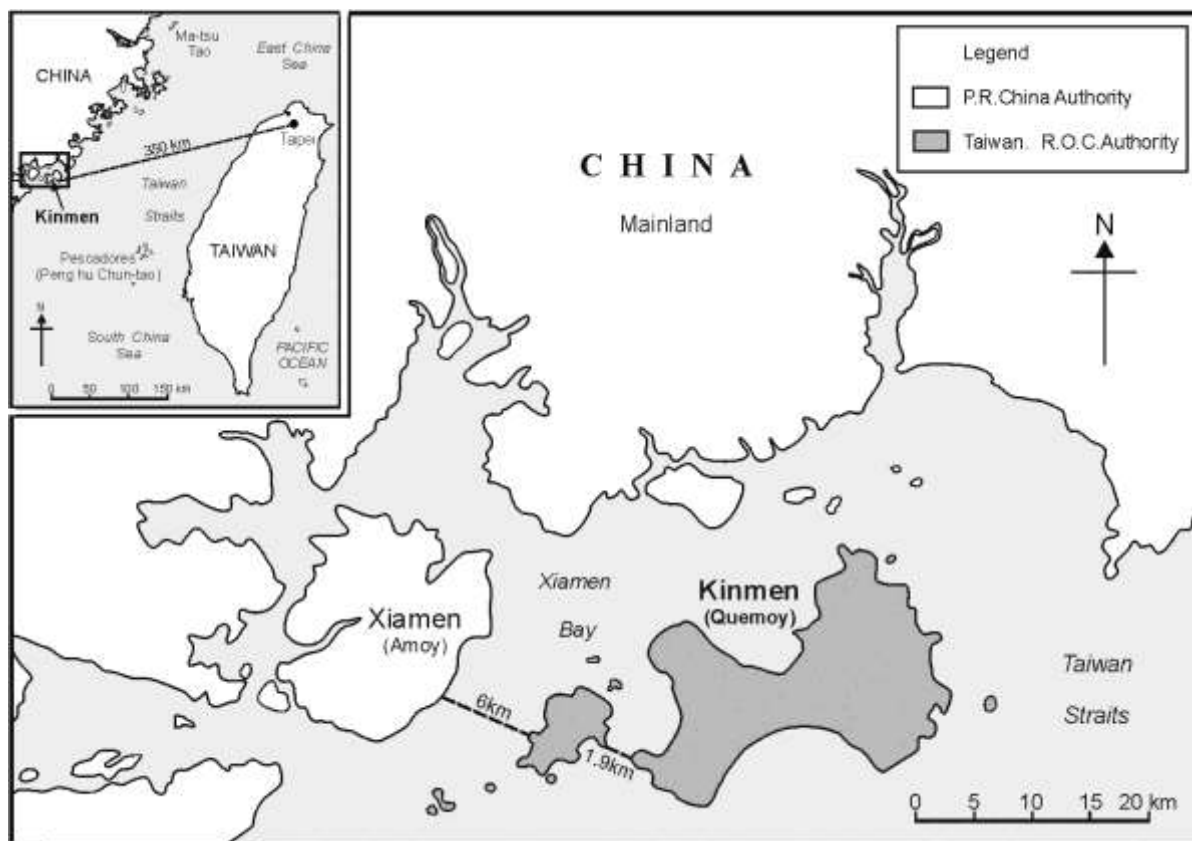 Ma-tsu
Tao
East China
Sea
CHINA
Taipei
350 km
Taiwan
Straits
Kinmen
TAIWAN
Pescadores
(Peng hu Chun-tao)
N
South China
Sea
PACIFIC
OCEAN
0 50 100 150 km
Legend
P.R.China Authority
Taiwan. R.O.C.Authority
CHINA
Mainland
N
Xiamen
(Amoy)
Xiamen
Bay
Kinmen
(Quemoy)
6km
1.9km
Taiwan
Straits
0 5 10 15 20 km